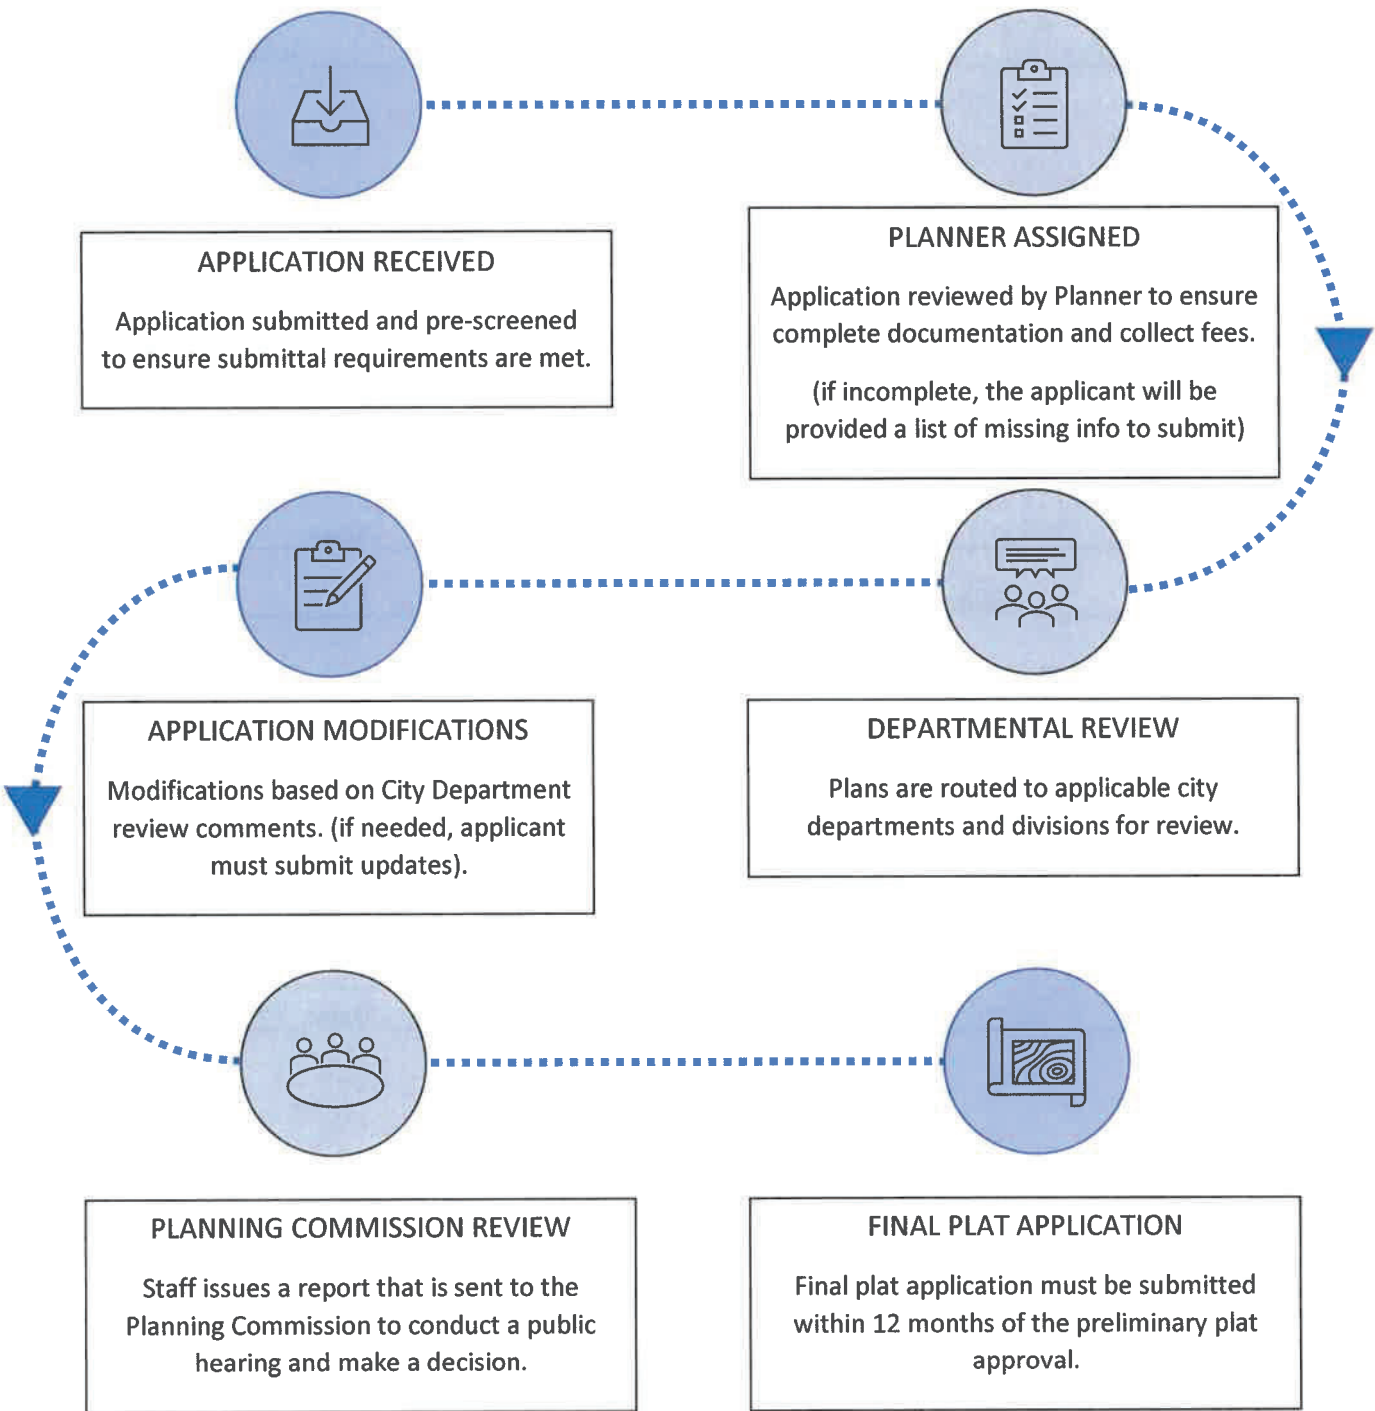 APPLICATION RECEIVED
Application submitted and pre-screened
to ensure submittal requirements are met.
PLANNER ASSIGNED
Application reviewed by Planner to ensure
complete documentation and collect fees.
(if incomplete, the applicant will be
provided a list of missing info to submit)
DEPARTMENTAL REVIEW
Plans are routed to applicable city
departments and divisions for review.
APPLICATION MODIFICATIONS
Modifications based on City Department
review comments. (if needed, applicant
must submit updates).
PLANNING COMMISSION REVIEW
Staff issues a report that is sent to the
Planning Commission to conduct a public
hearing and make a decision.
FINAL PLAT APPLICATION
Final plat application must be submitted
within 12 months of the preliminary plat
approval.